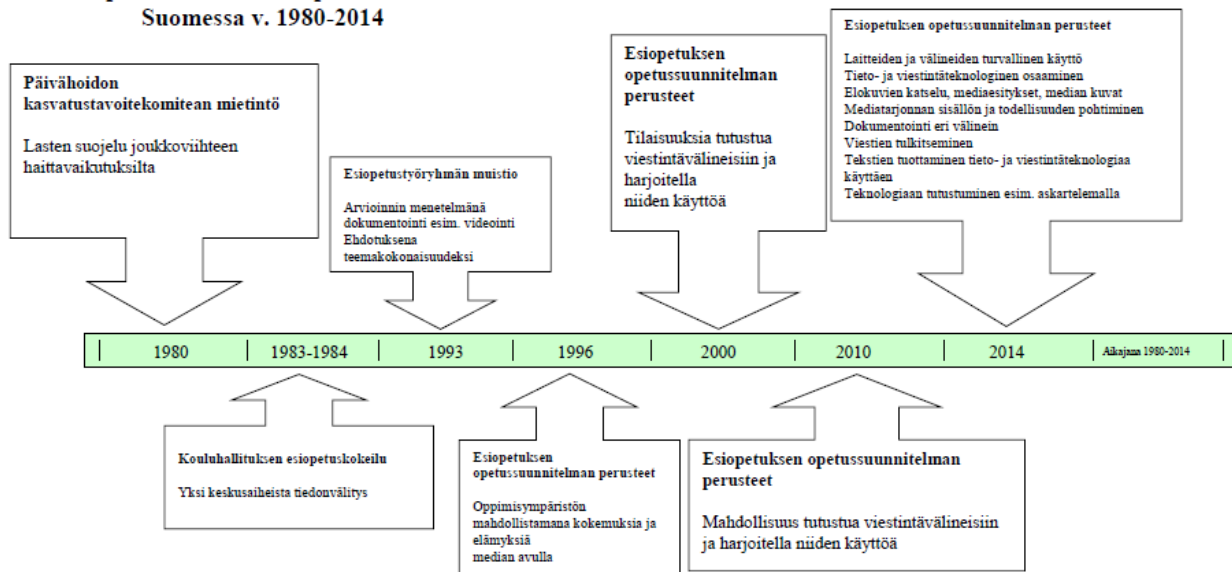 Suomessa v. 1980-2014
Päivähoidon
kasvatustavoitekomitean mietintö
Lasten suojelu joukkoviihteen
haittavaikutuksilta
Esiopetustyöryhmän muistio
Arvioinnin menetelmänä
dokumentointi esim. videointi
Ehdotuksena
teemakokonaisuudeksi
Esiopetuksen
opetussuunnitelman
perusteet
Tilaisuuksia tutustua
viestintävälineisiin ja
harjoitella
niiden käyttöä
Esiopetuksen opetussuunnitelman perusteet
Laitteiden ja välineiden turvallinen käyttö
Tieto- ja viestintäteknologinen osaaminen
Elokuvien katselu, mediaesitykset, median kuvat
Mediatarjonnan sisällön ja todellisuuden pohtiminen
Dokumentointi eri välinein
Viestien tulkitseminen
Tekstien tuottaminen tieto- ja viestintäteknologiaa
käyttäen
Teknologiaan tutustuminen esim. askartelemalla
1980
1983-1984
1993
1996
2000
2010
2014
Aikajana 1980-2014
Kouluhallituksen esiopetuskokeilu
Yksi keskusaiheista tiedonvälitys
Esiopetuksen
opetussuunnitelman perusteet
Oppimisympäristön
mahdollistamana kokemuksia ja
elämyksiä
median avulla
Esiopetuksen opetussuunnitelman
perusteet
Mahdollisuus tutustua viestintävälineisiin
ja harjoitella niiden käyttöä